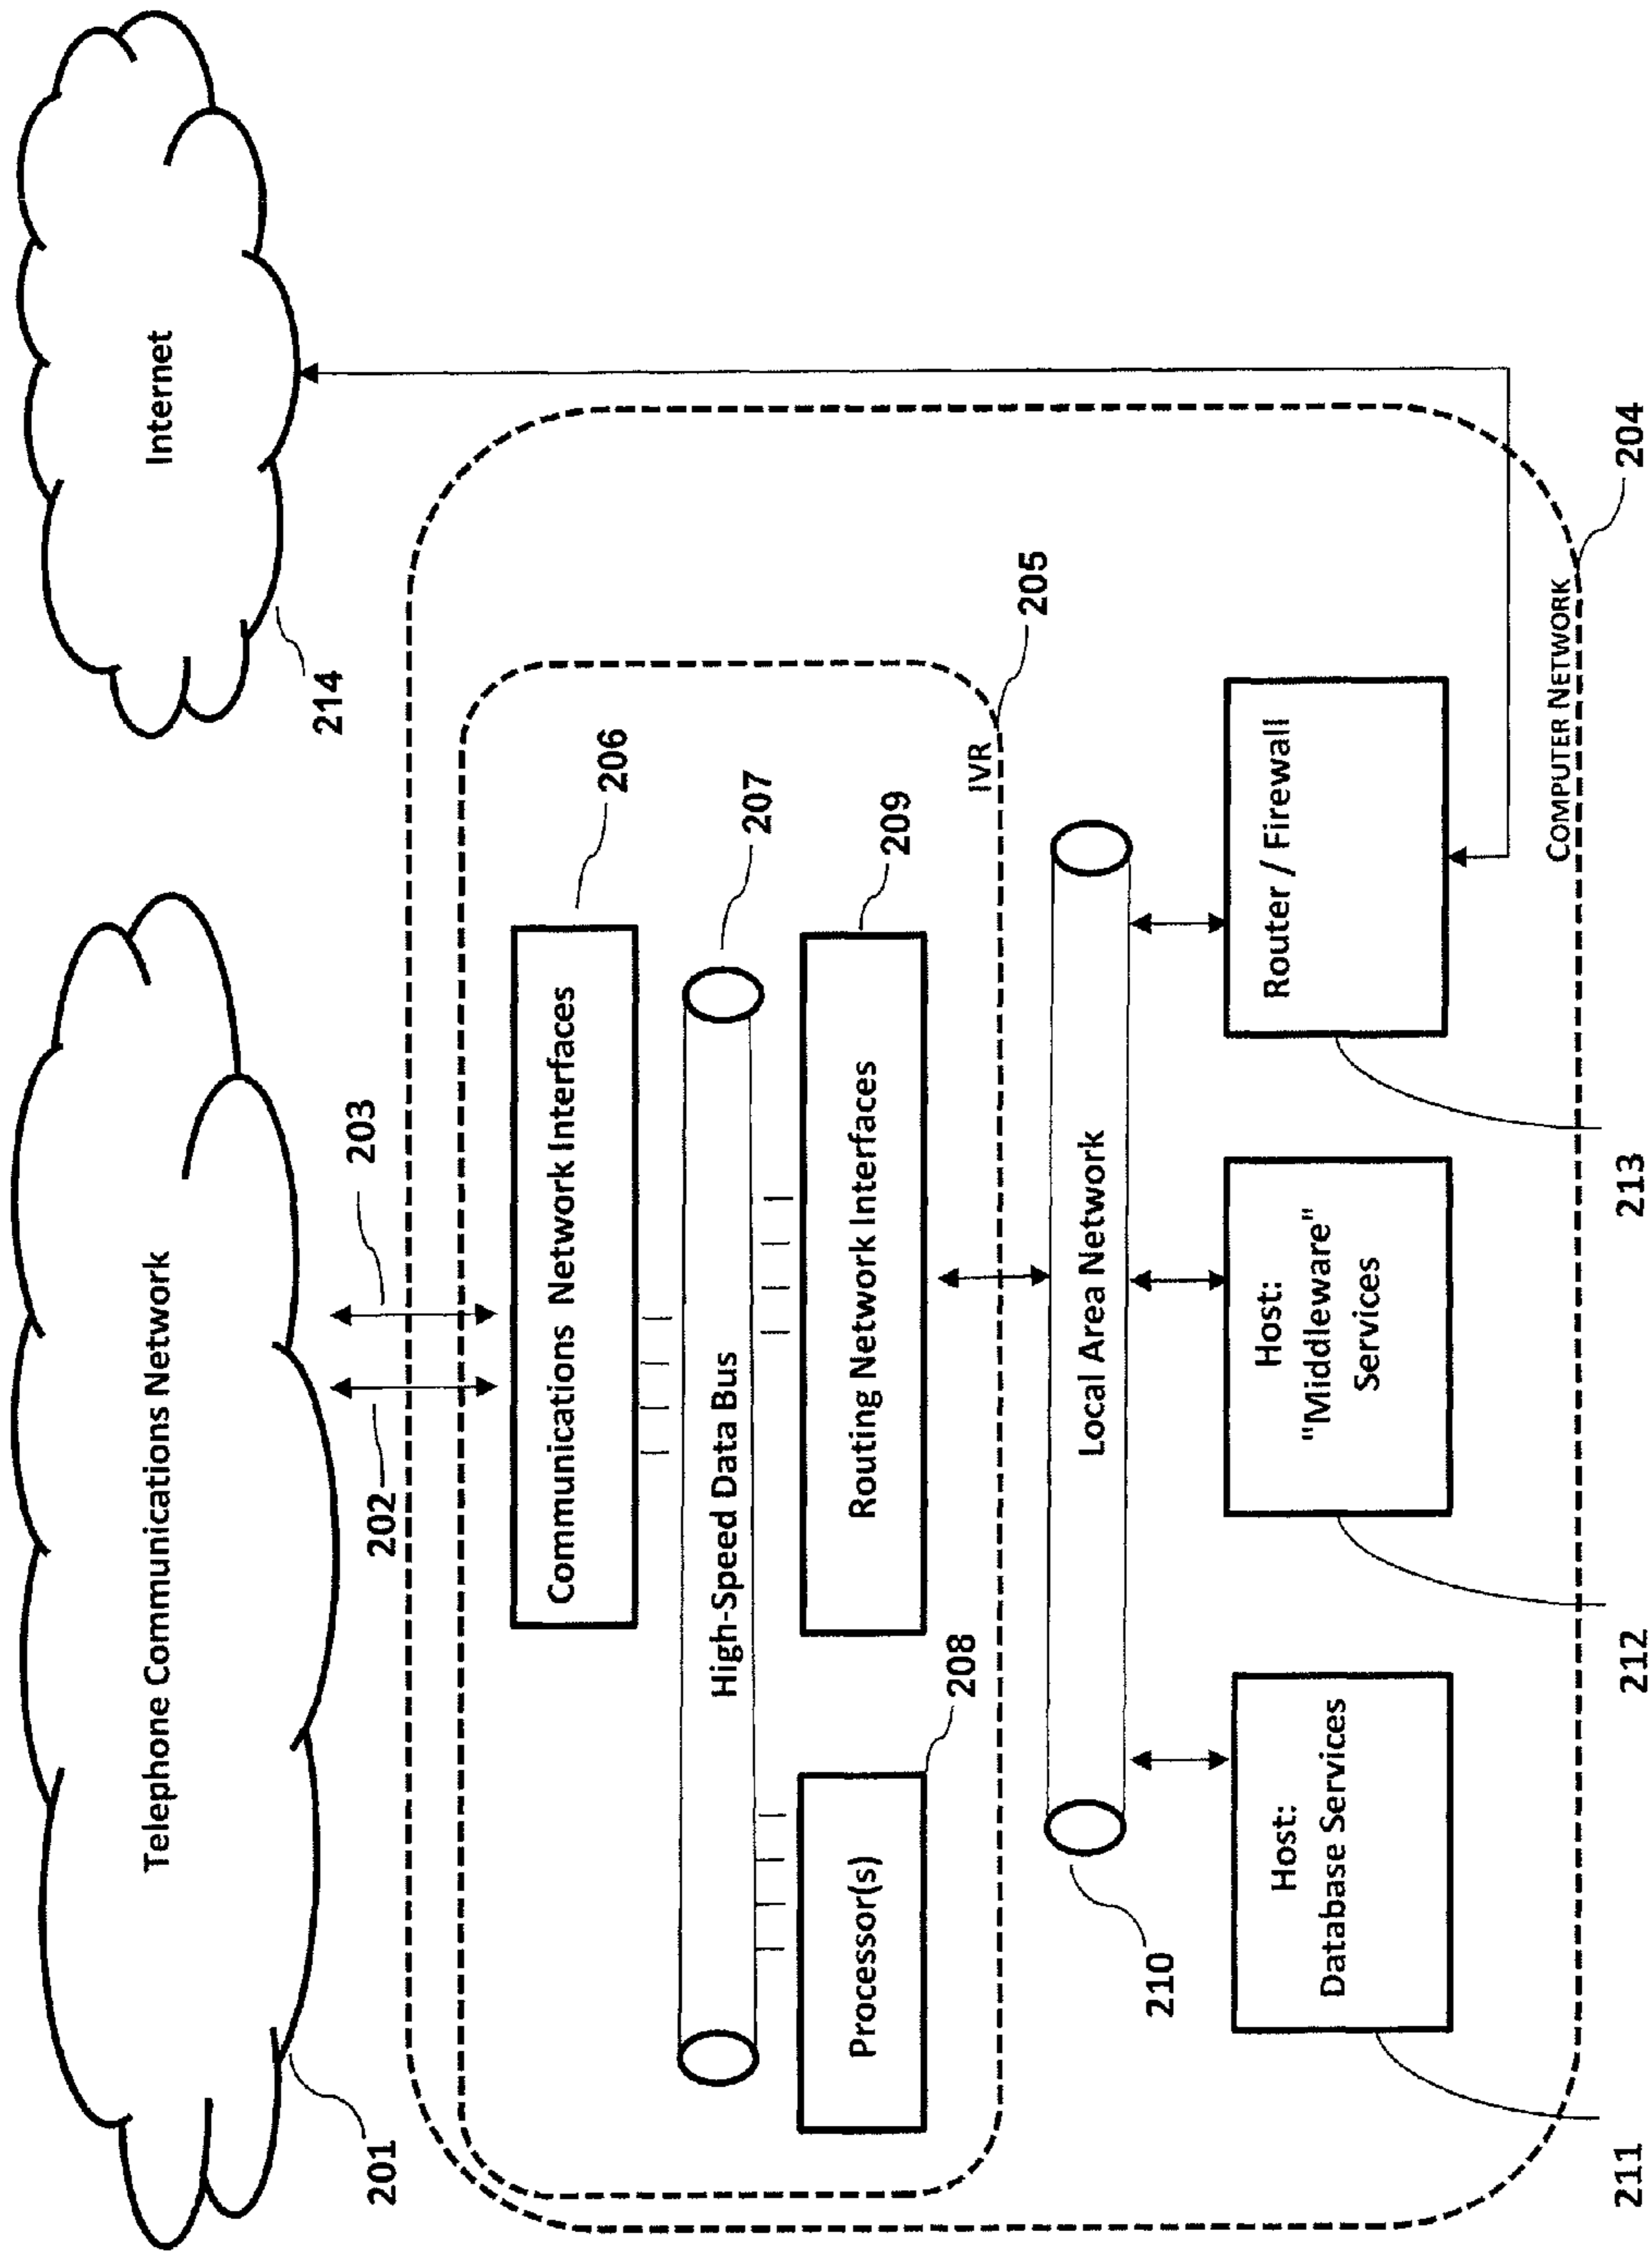 Telephone Communications Network
Internet
201
202
203
214
Communications Network Interfaces
206
High-Speed Data Bus
207
Processor(s)
208
Routing Network Interfaces
209
IVR
205
210
Local Area Network
Host:
Database Services
Host:
"Middleware"
Services
Router / Firewall
COMPUTER NETWORK
211
212
213
204